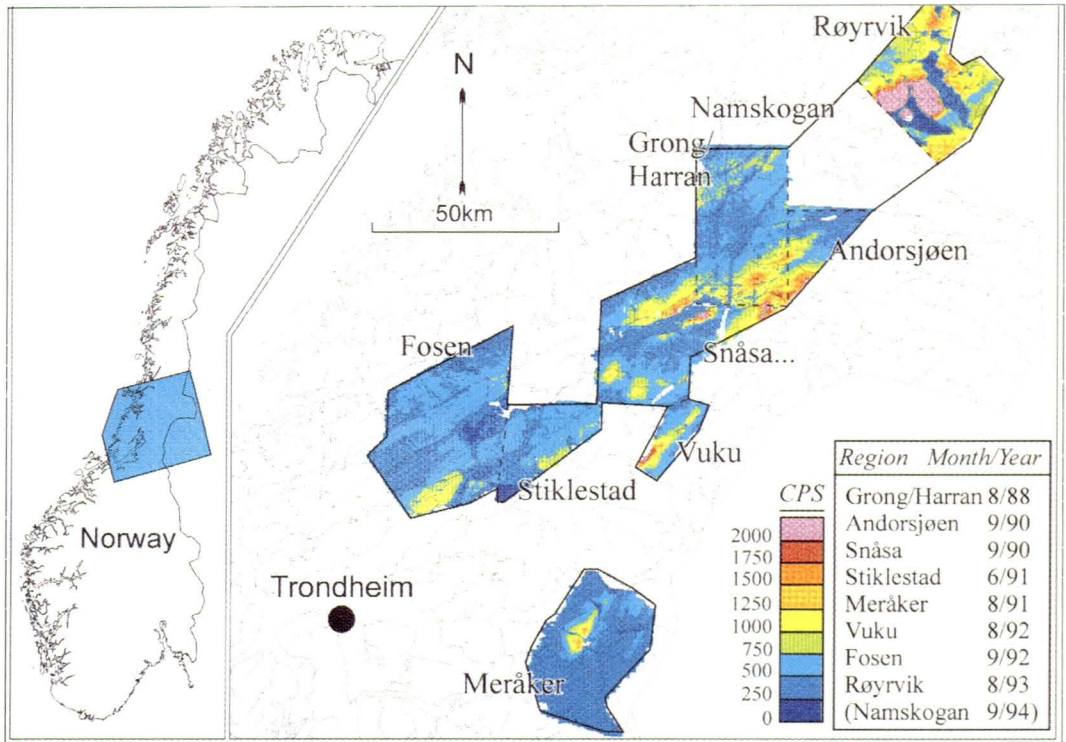 Røyrvik
N
Namskogan
Grong/
Harran
50km
Andorsjøen
Fosen
Snåsa...
Vuku
Stiklestad
Norway
Trondheim
Meråker
CPS
2000
1750
1500
1250
1000
750
500
250
0
Region Month/Year
Grong/Harran 8/88
Andorsjøen 9/90
Snåsa 9/90
Stiklestad 6/91
Meråker 8/91
Vuku 8/92
Fosen 9/92
Røyrvik 8/93
(Namskogan 9/94)